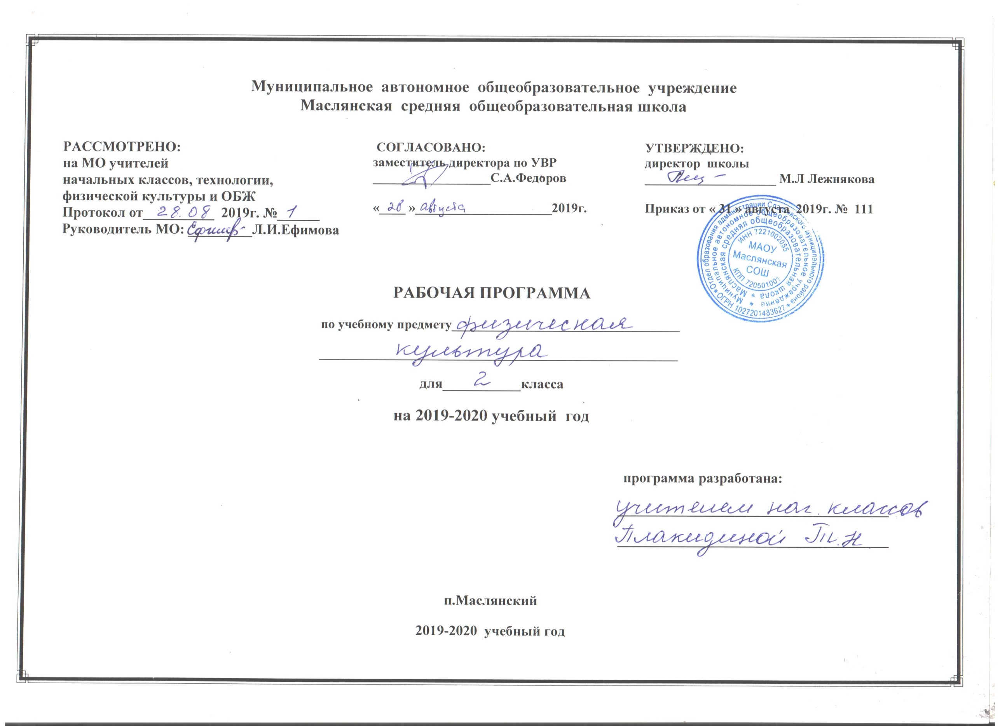 Муниципальное автономное общеобразовательное учреждение
Маслянская средняя общеобразовательная школа
РАССМОТРЕНО:
на МО учителей
начальных классов, технологии,
физической культуры и ОБЖ
Протокол от 28.08 2019г. № 1
Руководитель МО: Л.И.Ефимова
СОГЛАСОВАНО:
заместитель директора по УВР
С.А.Федоров
« 28 » августа 2019г.
УТВЕРЖДЕНО:
директор школы
М.Л Лежнякова
Приказ от « 31 » августа 2019г. № 111
* Отдел образования администрации Сладковского муниципального района * ОГРН 1027201483627
* Муниципальное автономное общеобразовательное учреждение
* Маслянская средняя общеобразовательная школа
ИНН 7221002055
МАОУ
Маслянская
СОШ
КПП 720501001
РАБОЧАЯ ПРОГРАММА
по учебному предмету физическая
культура
для 2 класса
на 2019-2020 учебный год
программа разработана:
учителем нач. классов
Плакидиной Т.Н
п.Маслянский
2019-2020 учебный год